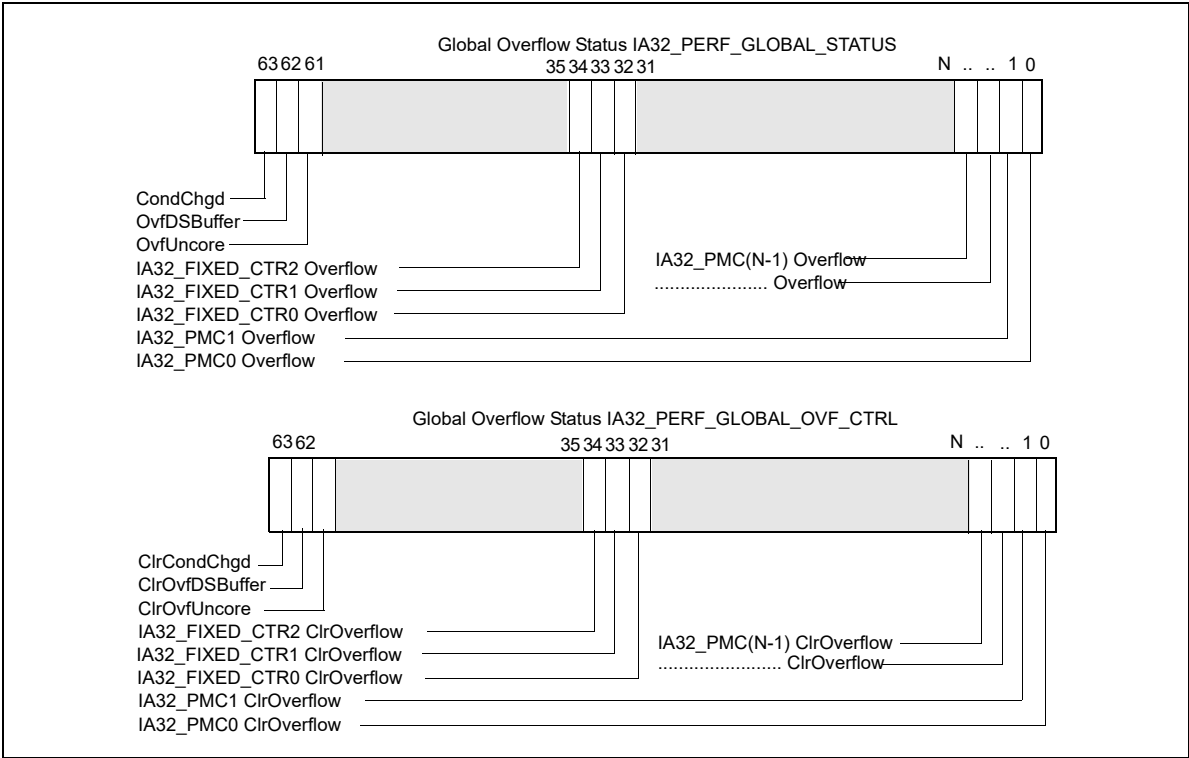 Global Overflow Status IA32_PERF_GLOBAL_STATUS
63 62 61 35 34 33 32 31 N .. .. 1 0
CondChgd
OvfDSBuffer
OvfUncore
IA32_FIXED_CTR2 Overflow
IA32_FIXED_CTR1 Overflow
IA32_FIXED_CTR0 Overflow
IA32_PMC1 Overflow
IA32_PMC0 Overflow
IA32_PMC(N-1) Overflow
...................... Overflow
Global Overflow Status IA32_PERF_GLOBAL_OVF_CTRL
63 62 35 34 33 32 31 N .. .. 1 0
ClrCondChgd
ClrOvfDSBuffer
ClrOvfUncore
IA32_FIXED_CTR2 ClrOverflow
IA32_FIXED_CTR1 ClrOverflow
IA32_FIXED_CTR0 ClrOverflow
IA32_PMC1 ClrOverflow
IA32_PMC0 ClrOverflow
IA32_PMC(N-1) ClrOverflow
........................ ClrOverflow